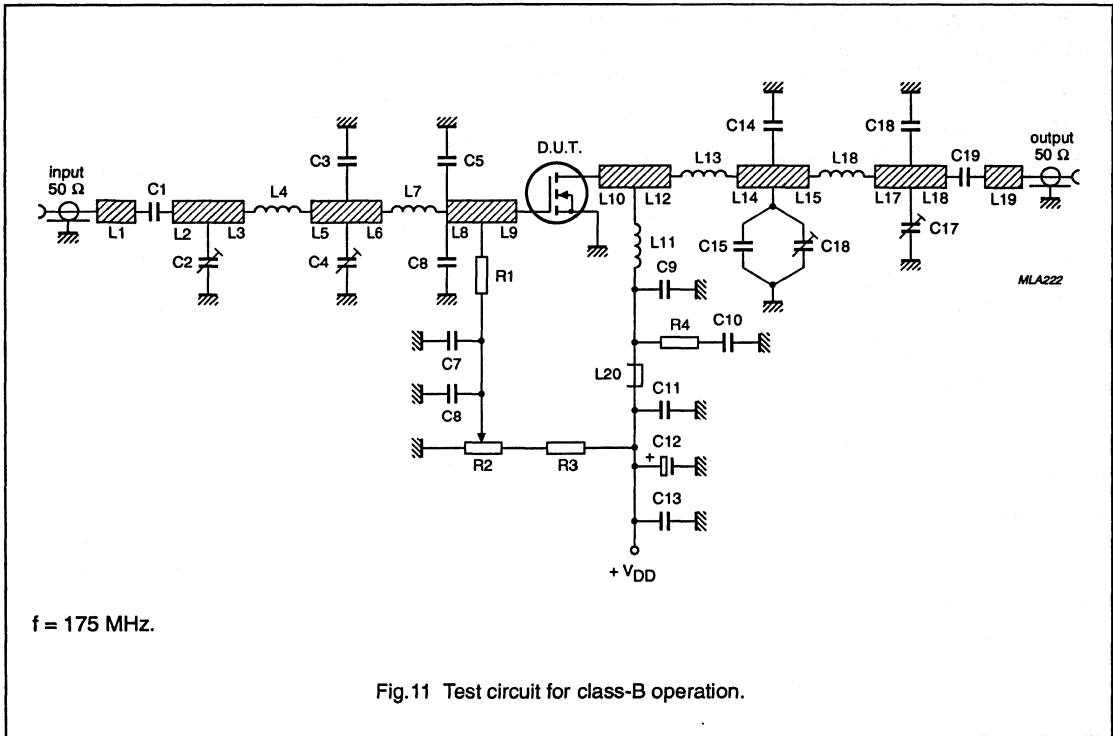 C14
C18
D.U.T.
output
50 Ω
C3
C5
L13
L18
C19
input
50 Ω
C1
L4
L7
L10
L12
L14
L15
L17
L18
L19
L1
L2
L3
L5
L6
L8
L9
L11
C2
C4
C8
R1
C15
C18
C17
C9
MLA222
R4
C10
C7
L20
C8
C11
R2
R3
C12
+
C13
+ VDD
f = 175 MHz.
Fig.11 Test circuit for class-B operation.